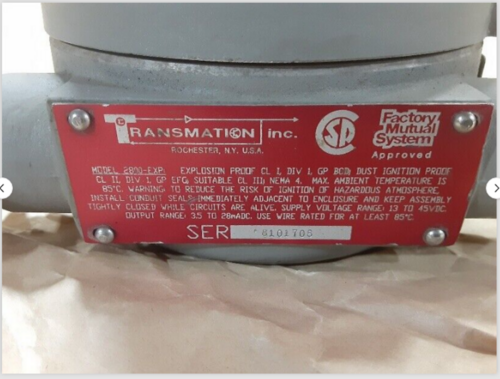 TRANSMATION inc.
ROCHESTER, N.Y. U.S.A.
CSA
Factory
Mutual
System
Approved
MODEL EXPLOSION PROOF CL I, DIV 1, GP BCD; DUST IGNITION PROOF
CL II, DIV 1, GP EFG, SUITABLE CL III; NEMA 4. MAX. AMBIENT TEMPERATURE IS
85°C. WARNING: TO REDUCE THE RISK OF IGNITION OF HAZARDOUS ATMOSPHERE,
INSTALL CONDUIT SEALS IMMEDIATELY ADJACENT TO ENCLOSURE AND KEEP ASSEMBLY
TIGHTLY CLOSED WHILE CIRCUITS ARE ALIVE. SUPPLY VOLTAGE RANGE: 13 TO 45VDC.
OUTPUT RANGE: 3.5 TO 28mADC. USE WIRE RATED FOR AT LEAST 85°C.
SER